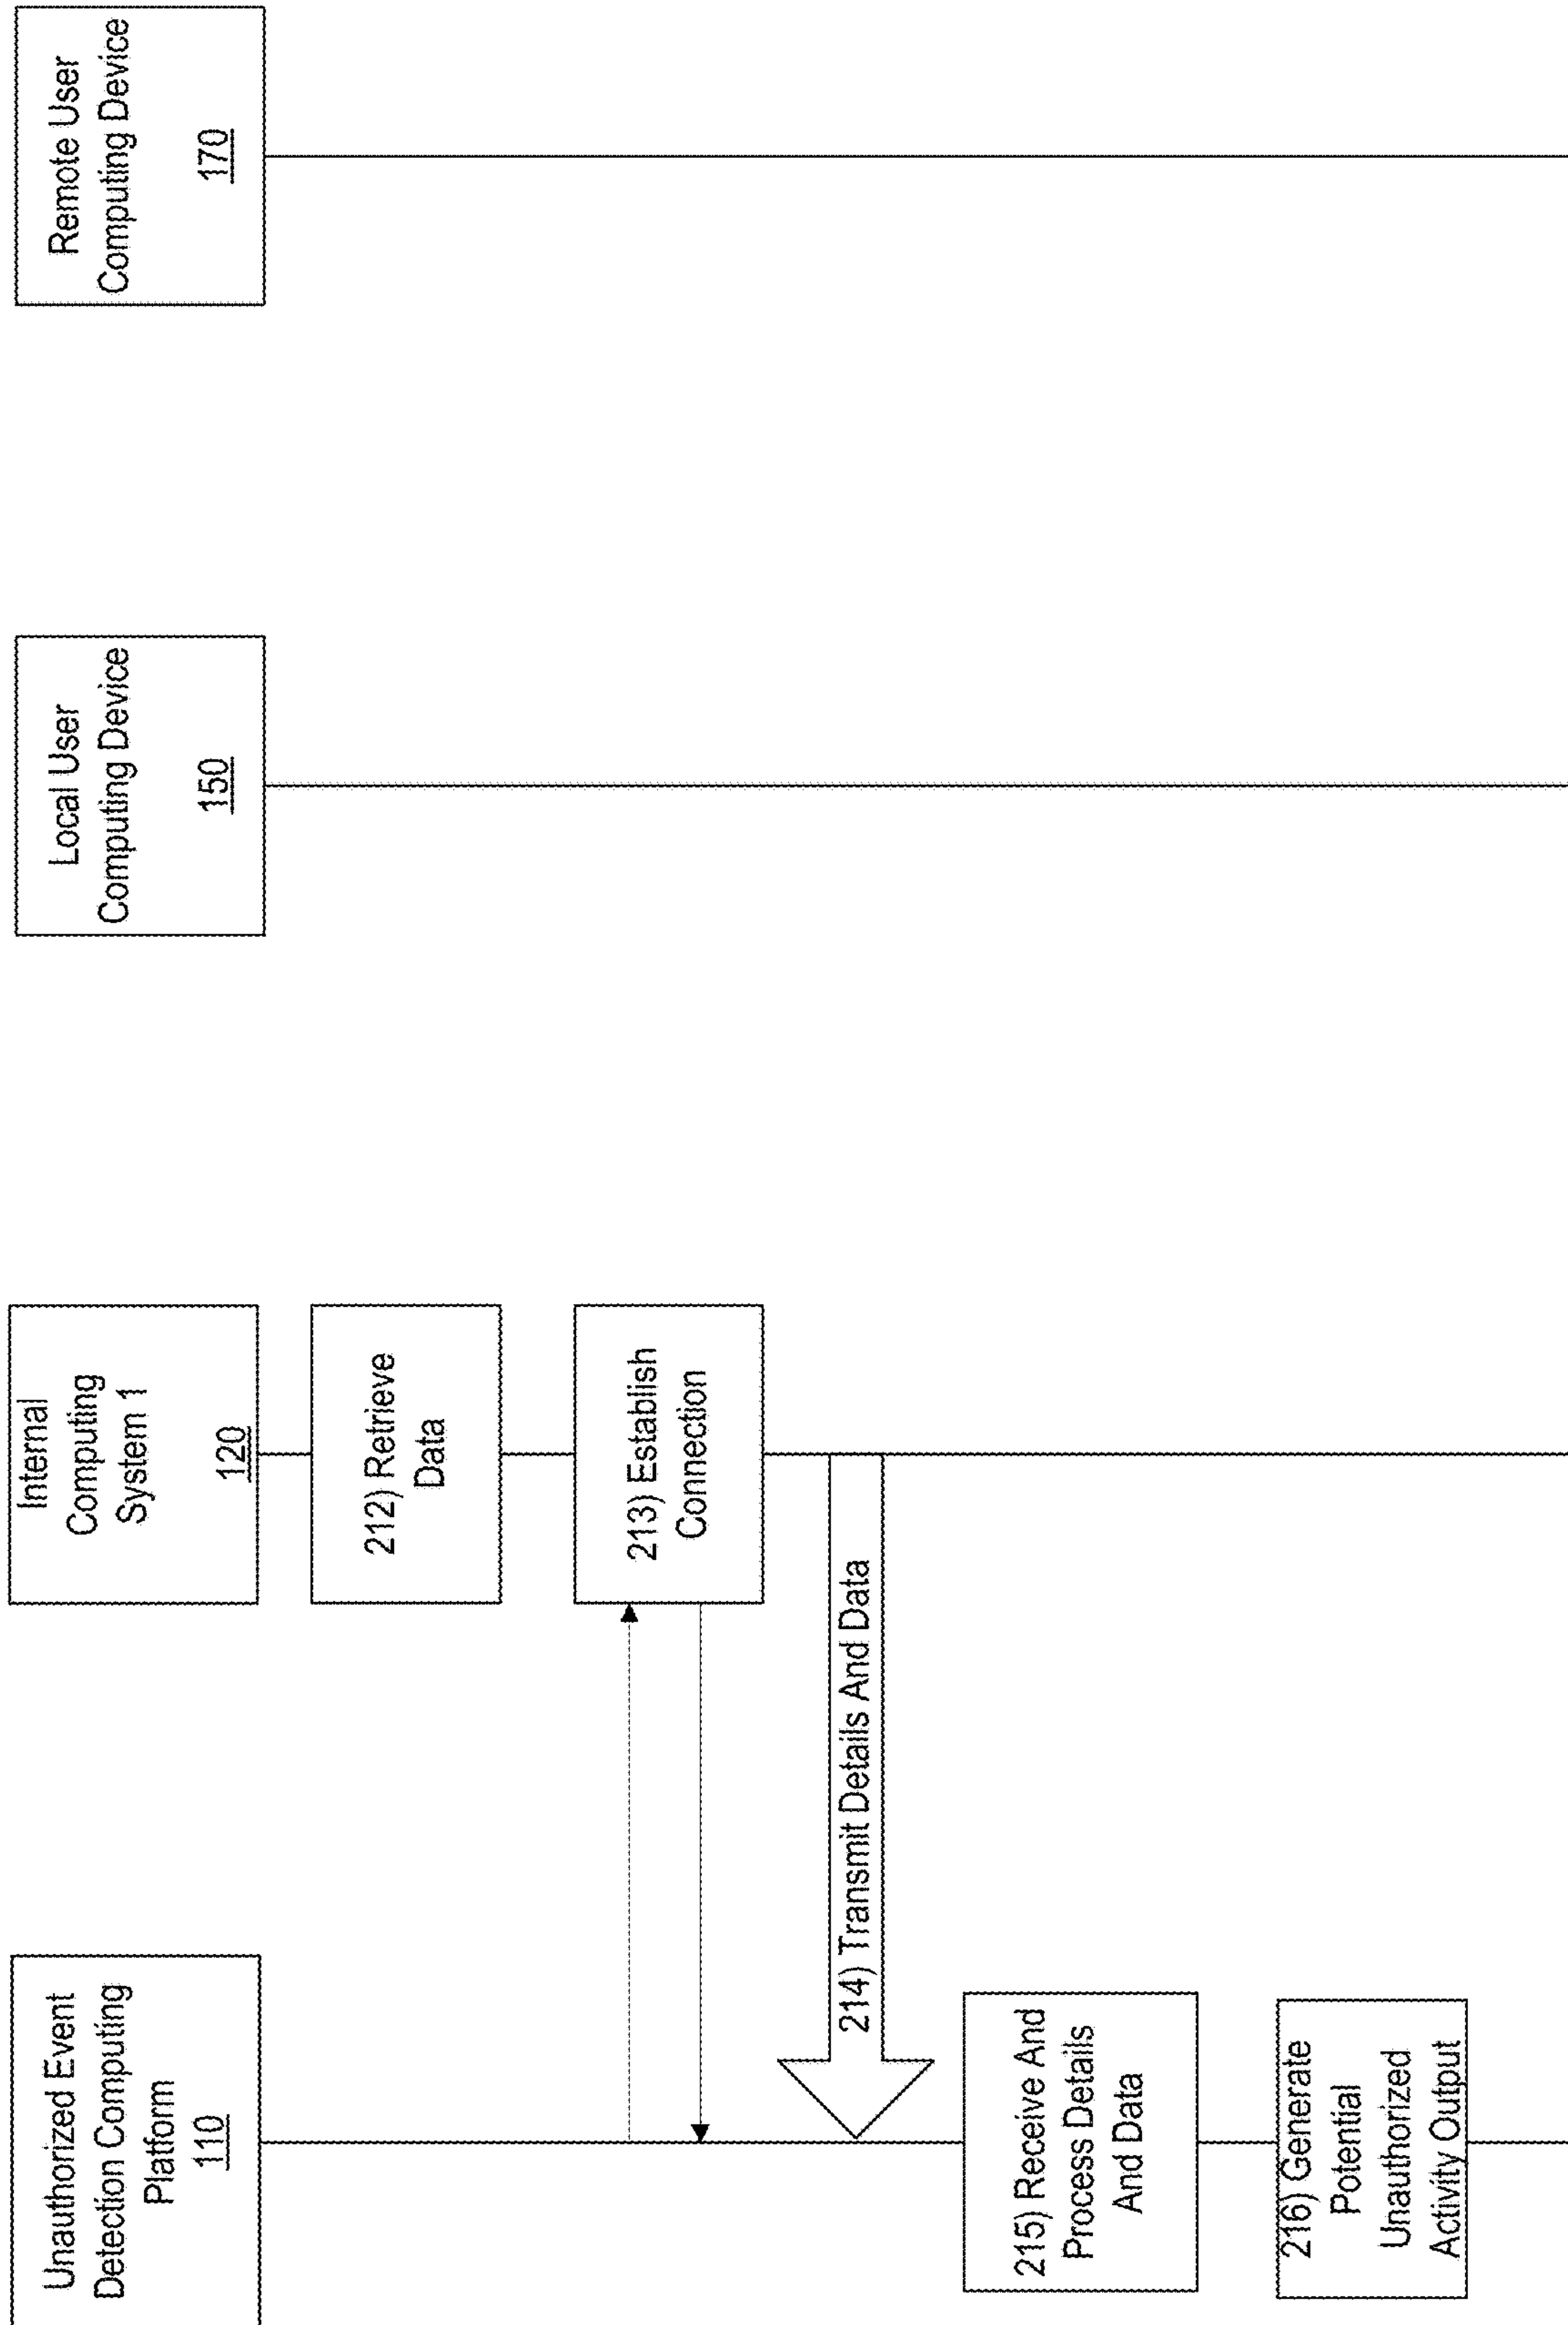 Unauthorized Event
Detection Computing
Platform
110
Internal
Computing
System 1
120
Local User
Computing Device
150
Remote User
Computing Device
170
212) Retrieve
Data
213) Establish
Connection
214) Transmit Details And Data
215) Receive And
Process Details
And Data
216) Generate
Potential
Unauthorized
Activity Output